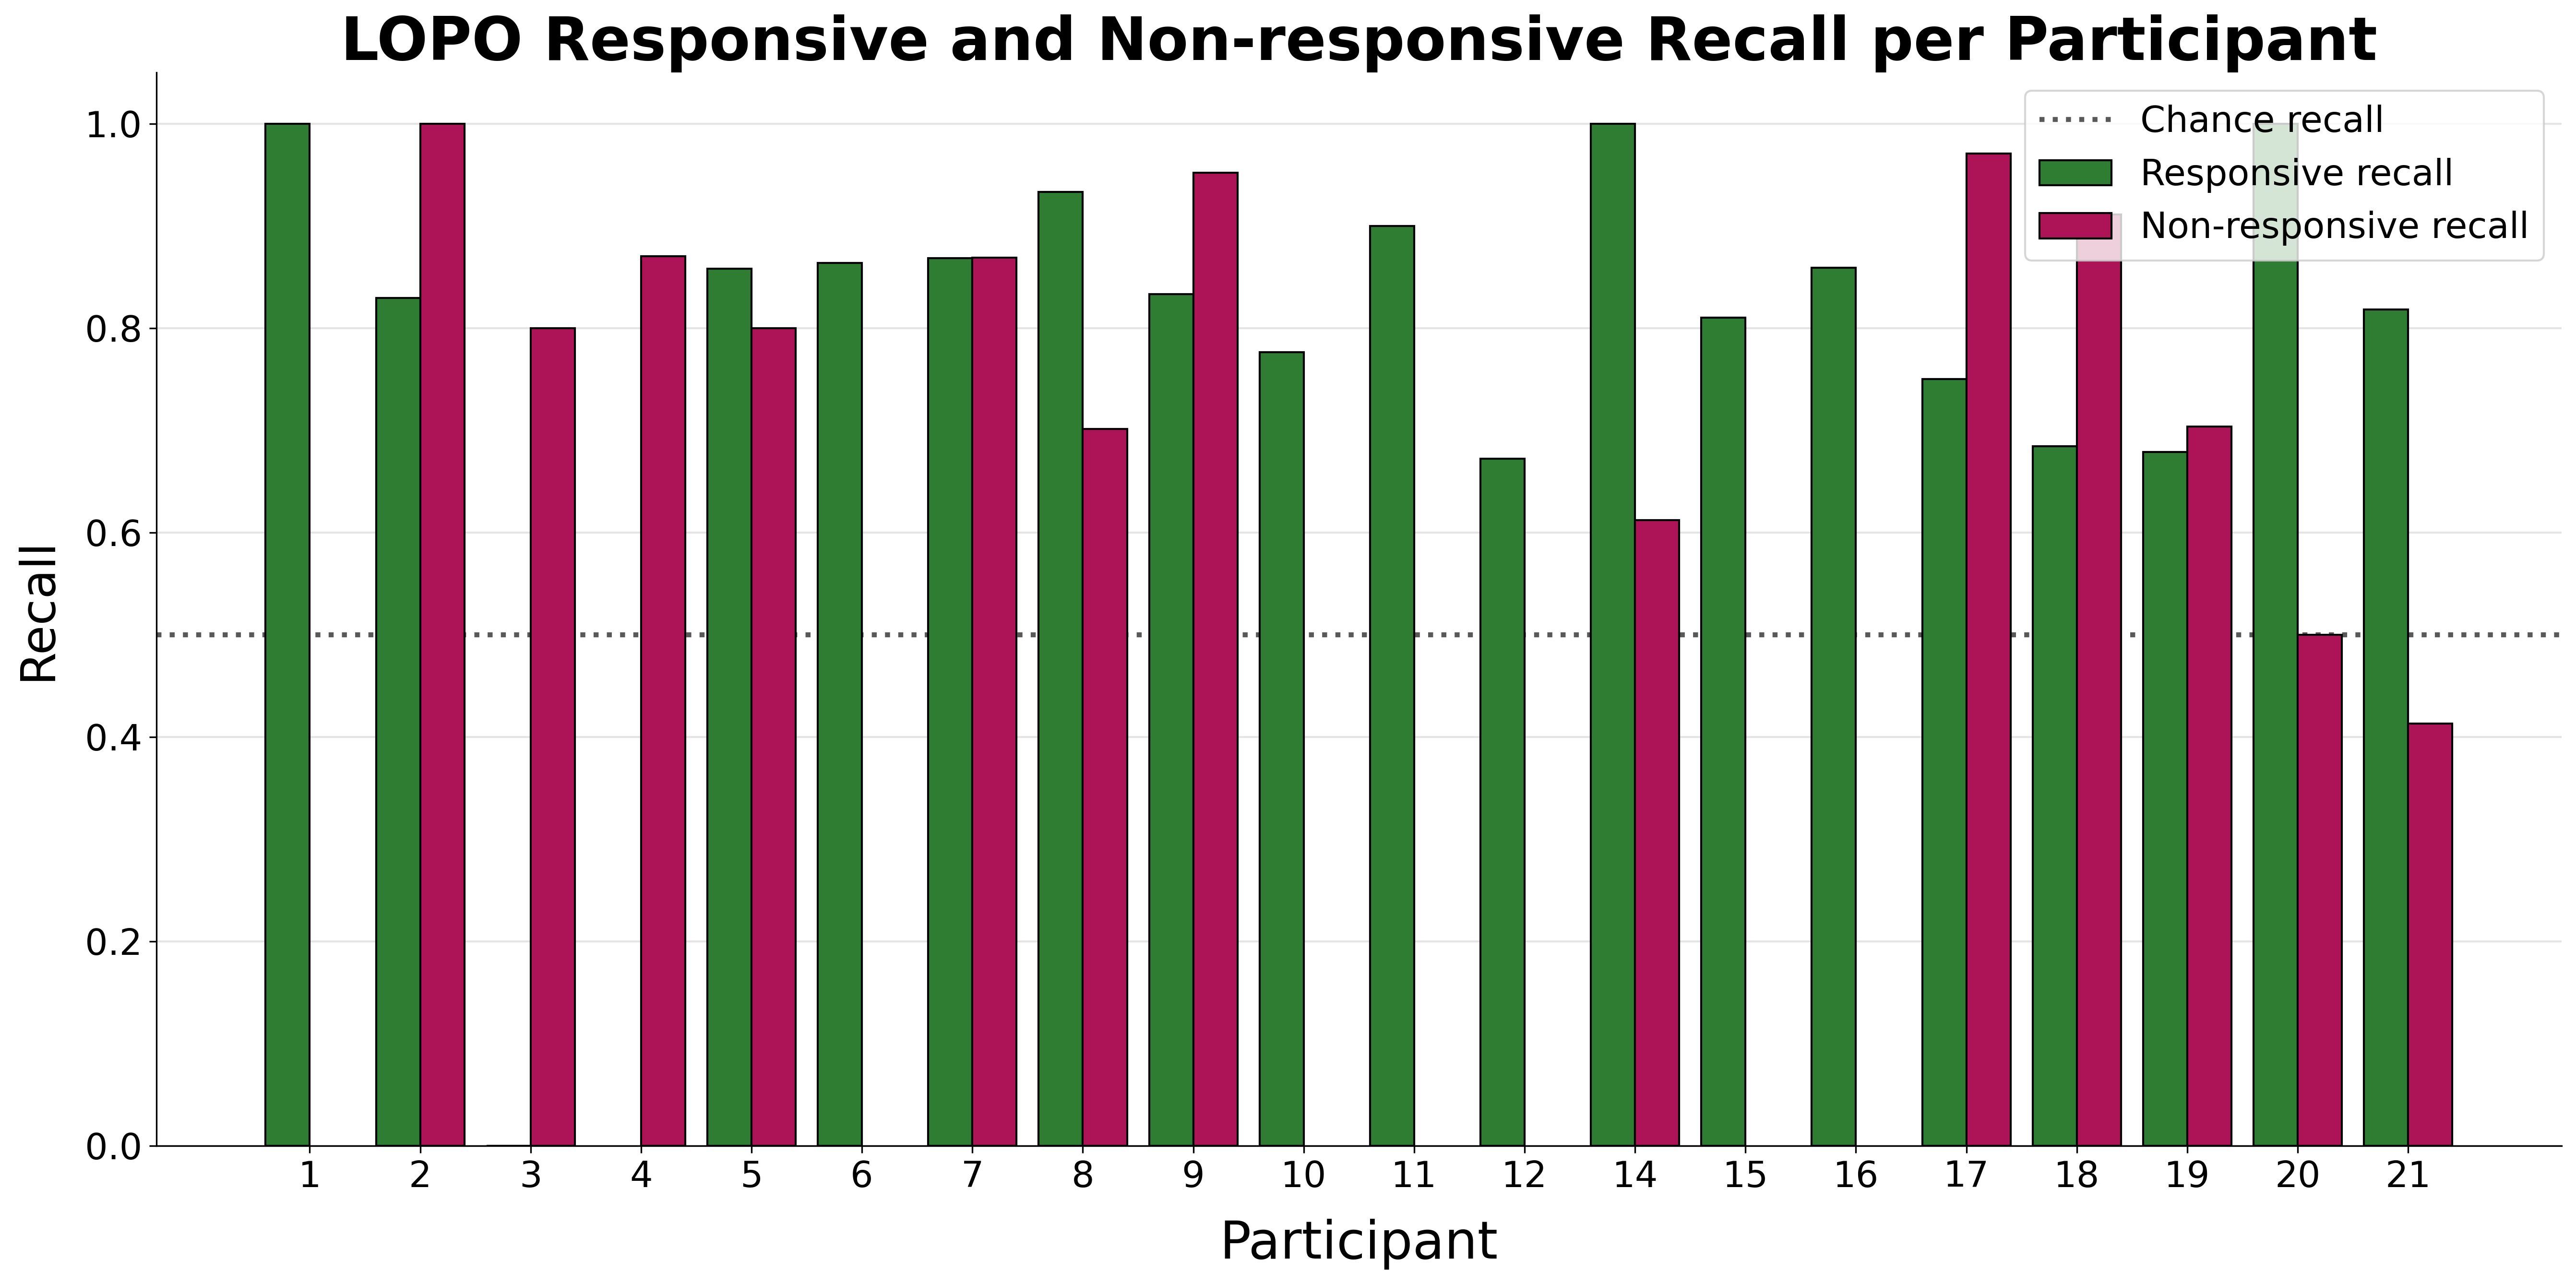 LOPO Responsive and Non-responsive Recall per Participant
Chance recall
Responsive recall
Non-responsive recall
1.0
0.8
0.6
0.4
0.2
0.0
Recall
1 2 3 4 5 6 7 8 9 10 11 12 14 15 16 17 18 19 20 21
Participant